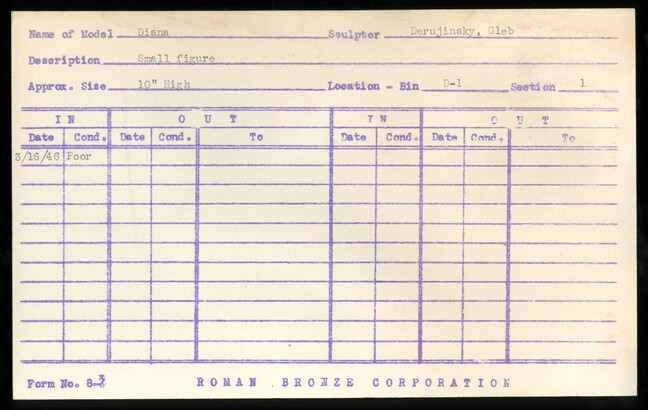 Name of Model Diana Sculptor Derujinsky, Gleb
Description Small figure
Approx. Size 10" High Location - Bin D-1 Section 1
IN OUT IN OUT
Date Cond. Date Cond. To Date Cond. Date Cond. To
3/16/46 Poor
Form No. 8-3/2 ROMAN BRONZE CORPORATION